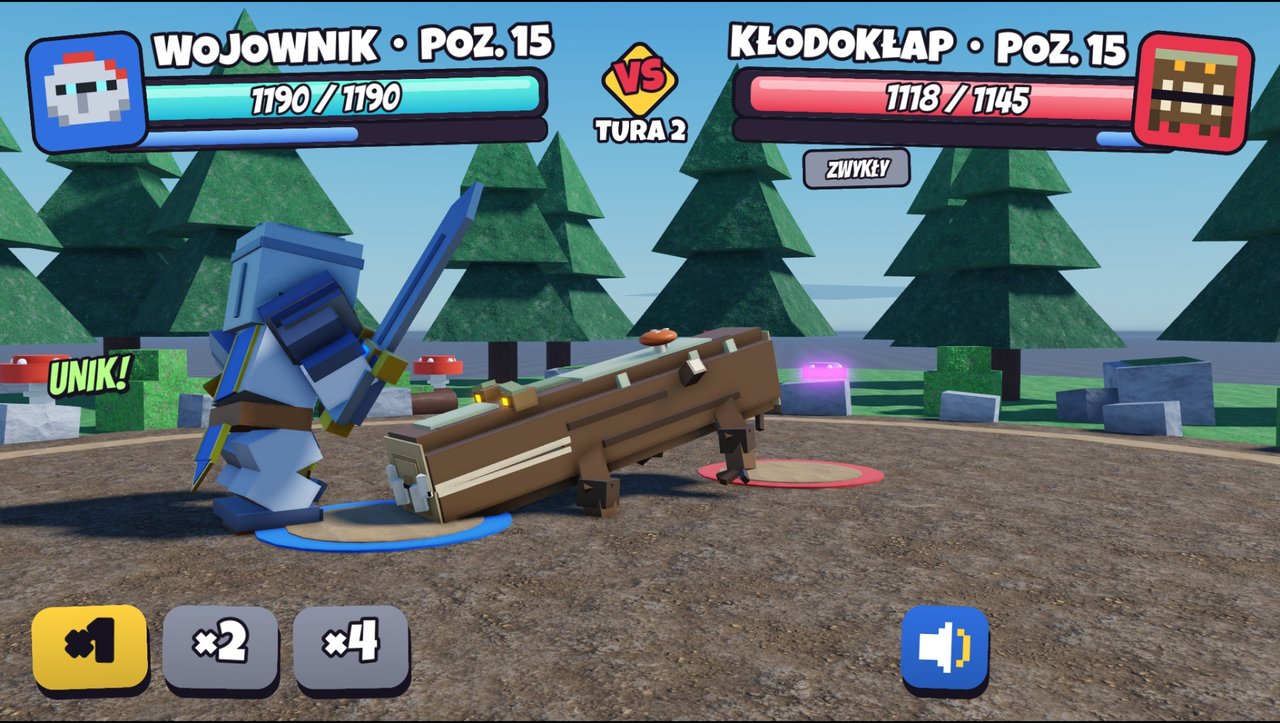 WOJOWNIK • POZ. 15
1190 / 1190
VS
TURA 2
KŁODOKŁAP • POZ. 15
1118 / 1145
ZWYKŁY
UNIK!
×1
×2
×4